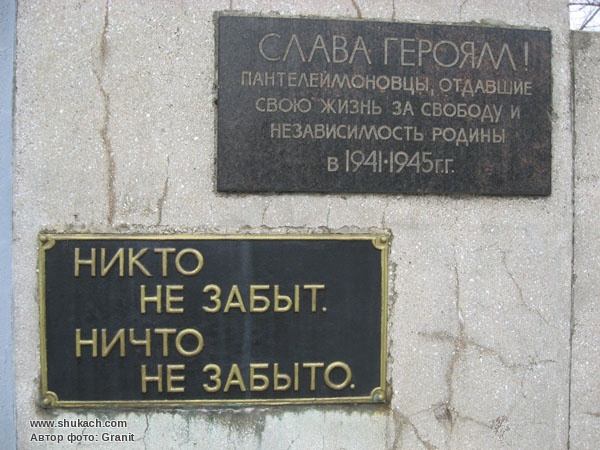 СЛАВА ГЕРОЯМ!
ПАНТЕЛЕЙМОНОВЦЫ, ОТДАВШИЕ
СВОЮ ЖИЗНЬ ЗА СВОБОДУ И
НЕЗАВИСИМОСТЬ РОДИНЫ
В 1941-1945 г.г.
НИКТО
НЕ ЗАБЫТ.
НИЧТО
НЕ ЗАБЫТО.
www.shukach.com
Автор фото: Granit